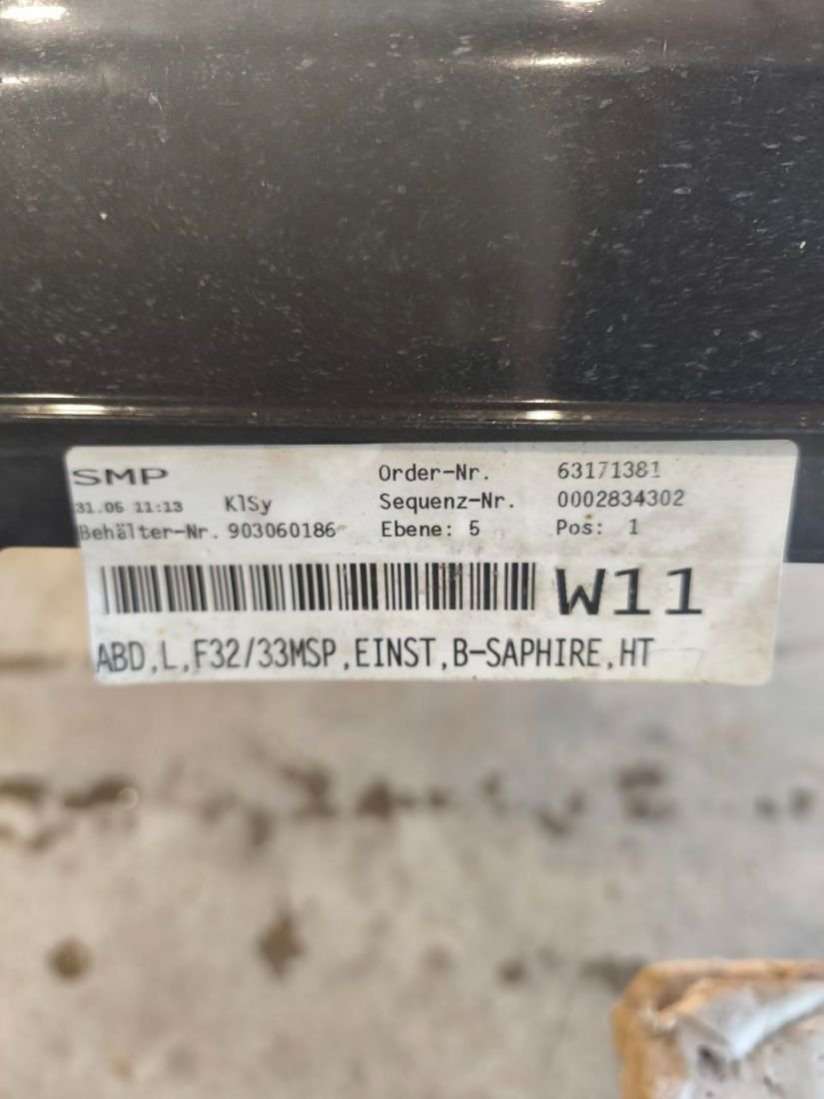 SMP Order-Nr. 63171381
31.05 11:13 KlSy Sequenz-Nr. 0002834302
Behälter-Nr. 903060186 Ebene: 5 Pos: 1
W11
ABD,L,F32/33MSP,EINST,B-SAPHIRE,HT